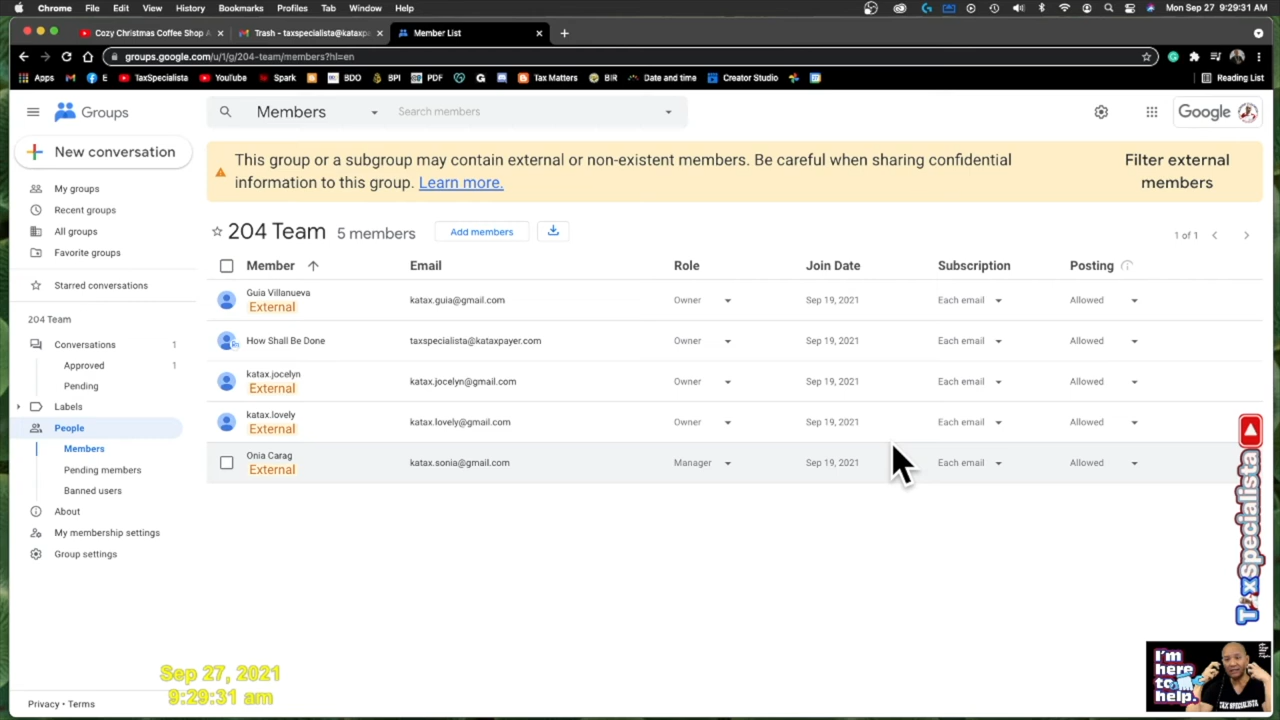 Chrome File Edit View History Bookmarks Profiles Tab Window Help Mon Sep 27 9:29:31 AM
Cozy Christmas Coffee Shop A Trash - taxspecialista@kataxp Member List
groups.google.com/u/1/g/204-team/members?hl=en
Apps E TaxSpecialista YouTube Spark BDO BPI PDF Tax Matters BIR Date and time Creator Studio Reading List
Groups Members Search members Google
New conversation
This group or a subgroup may contain external or non-existent members. Be careful when sharing confidential
information to this group. Learn more.
Filter external
members
My groups
Recent groups
All groups
Favorite groups
Starred conversations
204 Team
Conversations 1
Approved 1
Pending
Labels
People
Members
Pending members
Banned users
About
My membership settings
Group settings
Privacy • Terms
204 Team 5 members Add members 1 of 1
Member Email Role Join Date Subscription Posting
Guia Villanueva
External
katax.guia@gmail.com Owner Sep 19, 2021 Each email Allowed
How Shall Be Done taxspecialista@kataxpayer.com Owner Sep 19, 2021 Each email Allowed
katax.jocelyn
External
katax.jocelyn@gmail.com Owner Sep 19, 2021 Each email Allowed
katax.lovely
External
katax.lovely@gmail.com Owner Sep 19, 2021 Each email Allowed
Onia Carag
External
katax.sonia@gmail.com Manager Sep 19, 2021 Each email Allowed
TaxSpecialista
Sep 27, 2021
9:29:31 am
I'm
here
to
help.
TAX SPECIALISTA